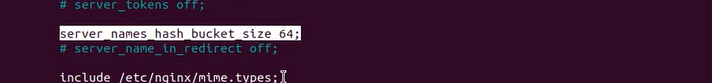 # server_tokens off;
server_names_hash_bucket_size 64;
# server_name_in_redirect off;
include /etc/nginx/mime.types;